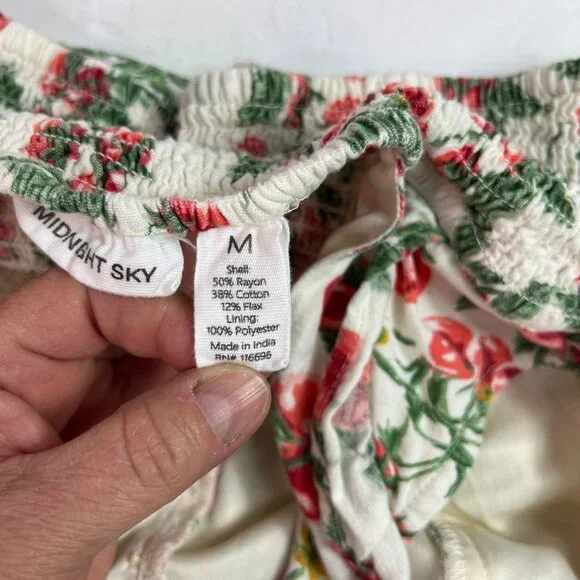 MIDNIGHT SKY
M
Shell:
50% Rayon
38% Cotton
12% Flax
Lining:
100% Polyester
Made in India
RN# 116696